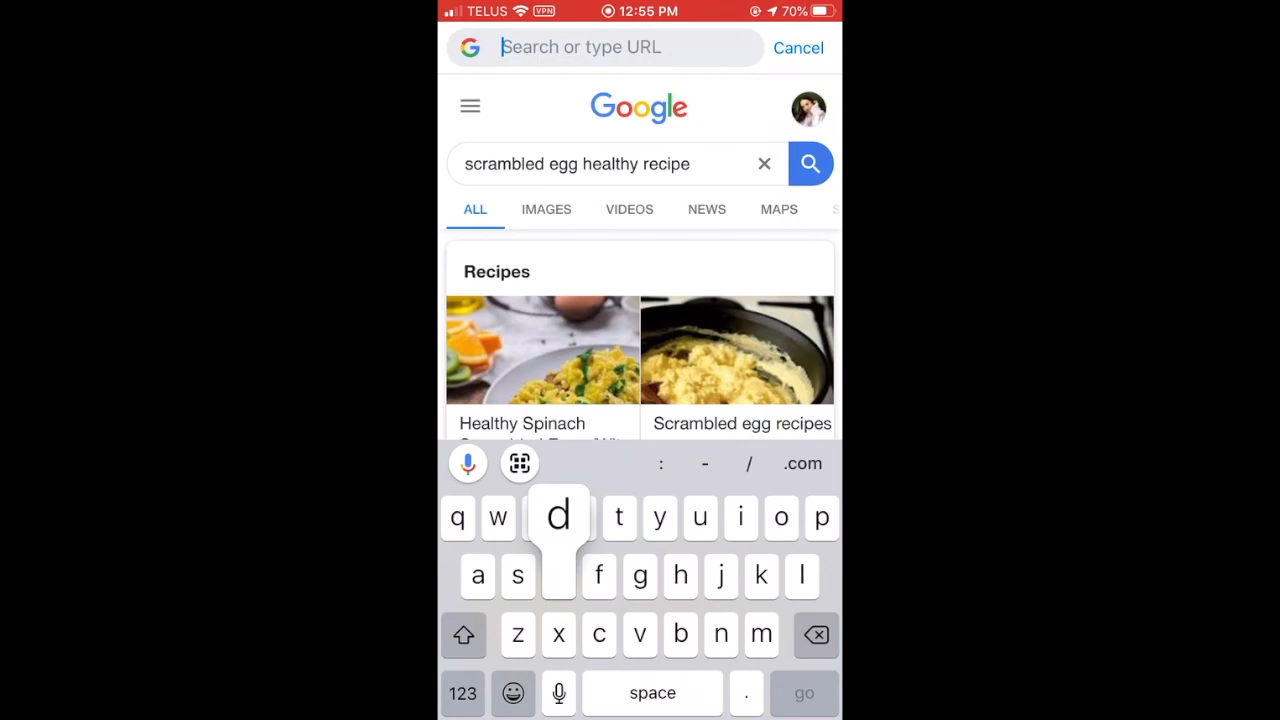 TELUS VPN 12:55 PM 70%
Search or type URL Cancel
Google
scrambled egg healthy recipe
ALL IMAGES VIDEOS NEWS MAPS S
Recipes
Healthy Spinach Scrambled egg recipes
: - / .com
q w d t y u i o p
a s f g h j k l
z x c v b n m
123 space . go